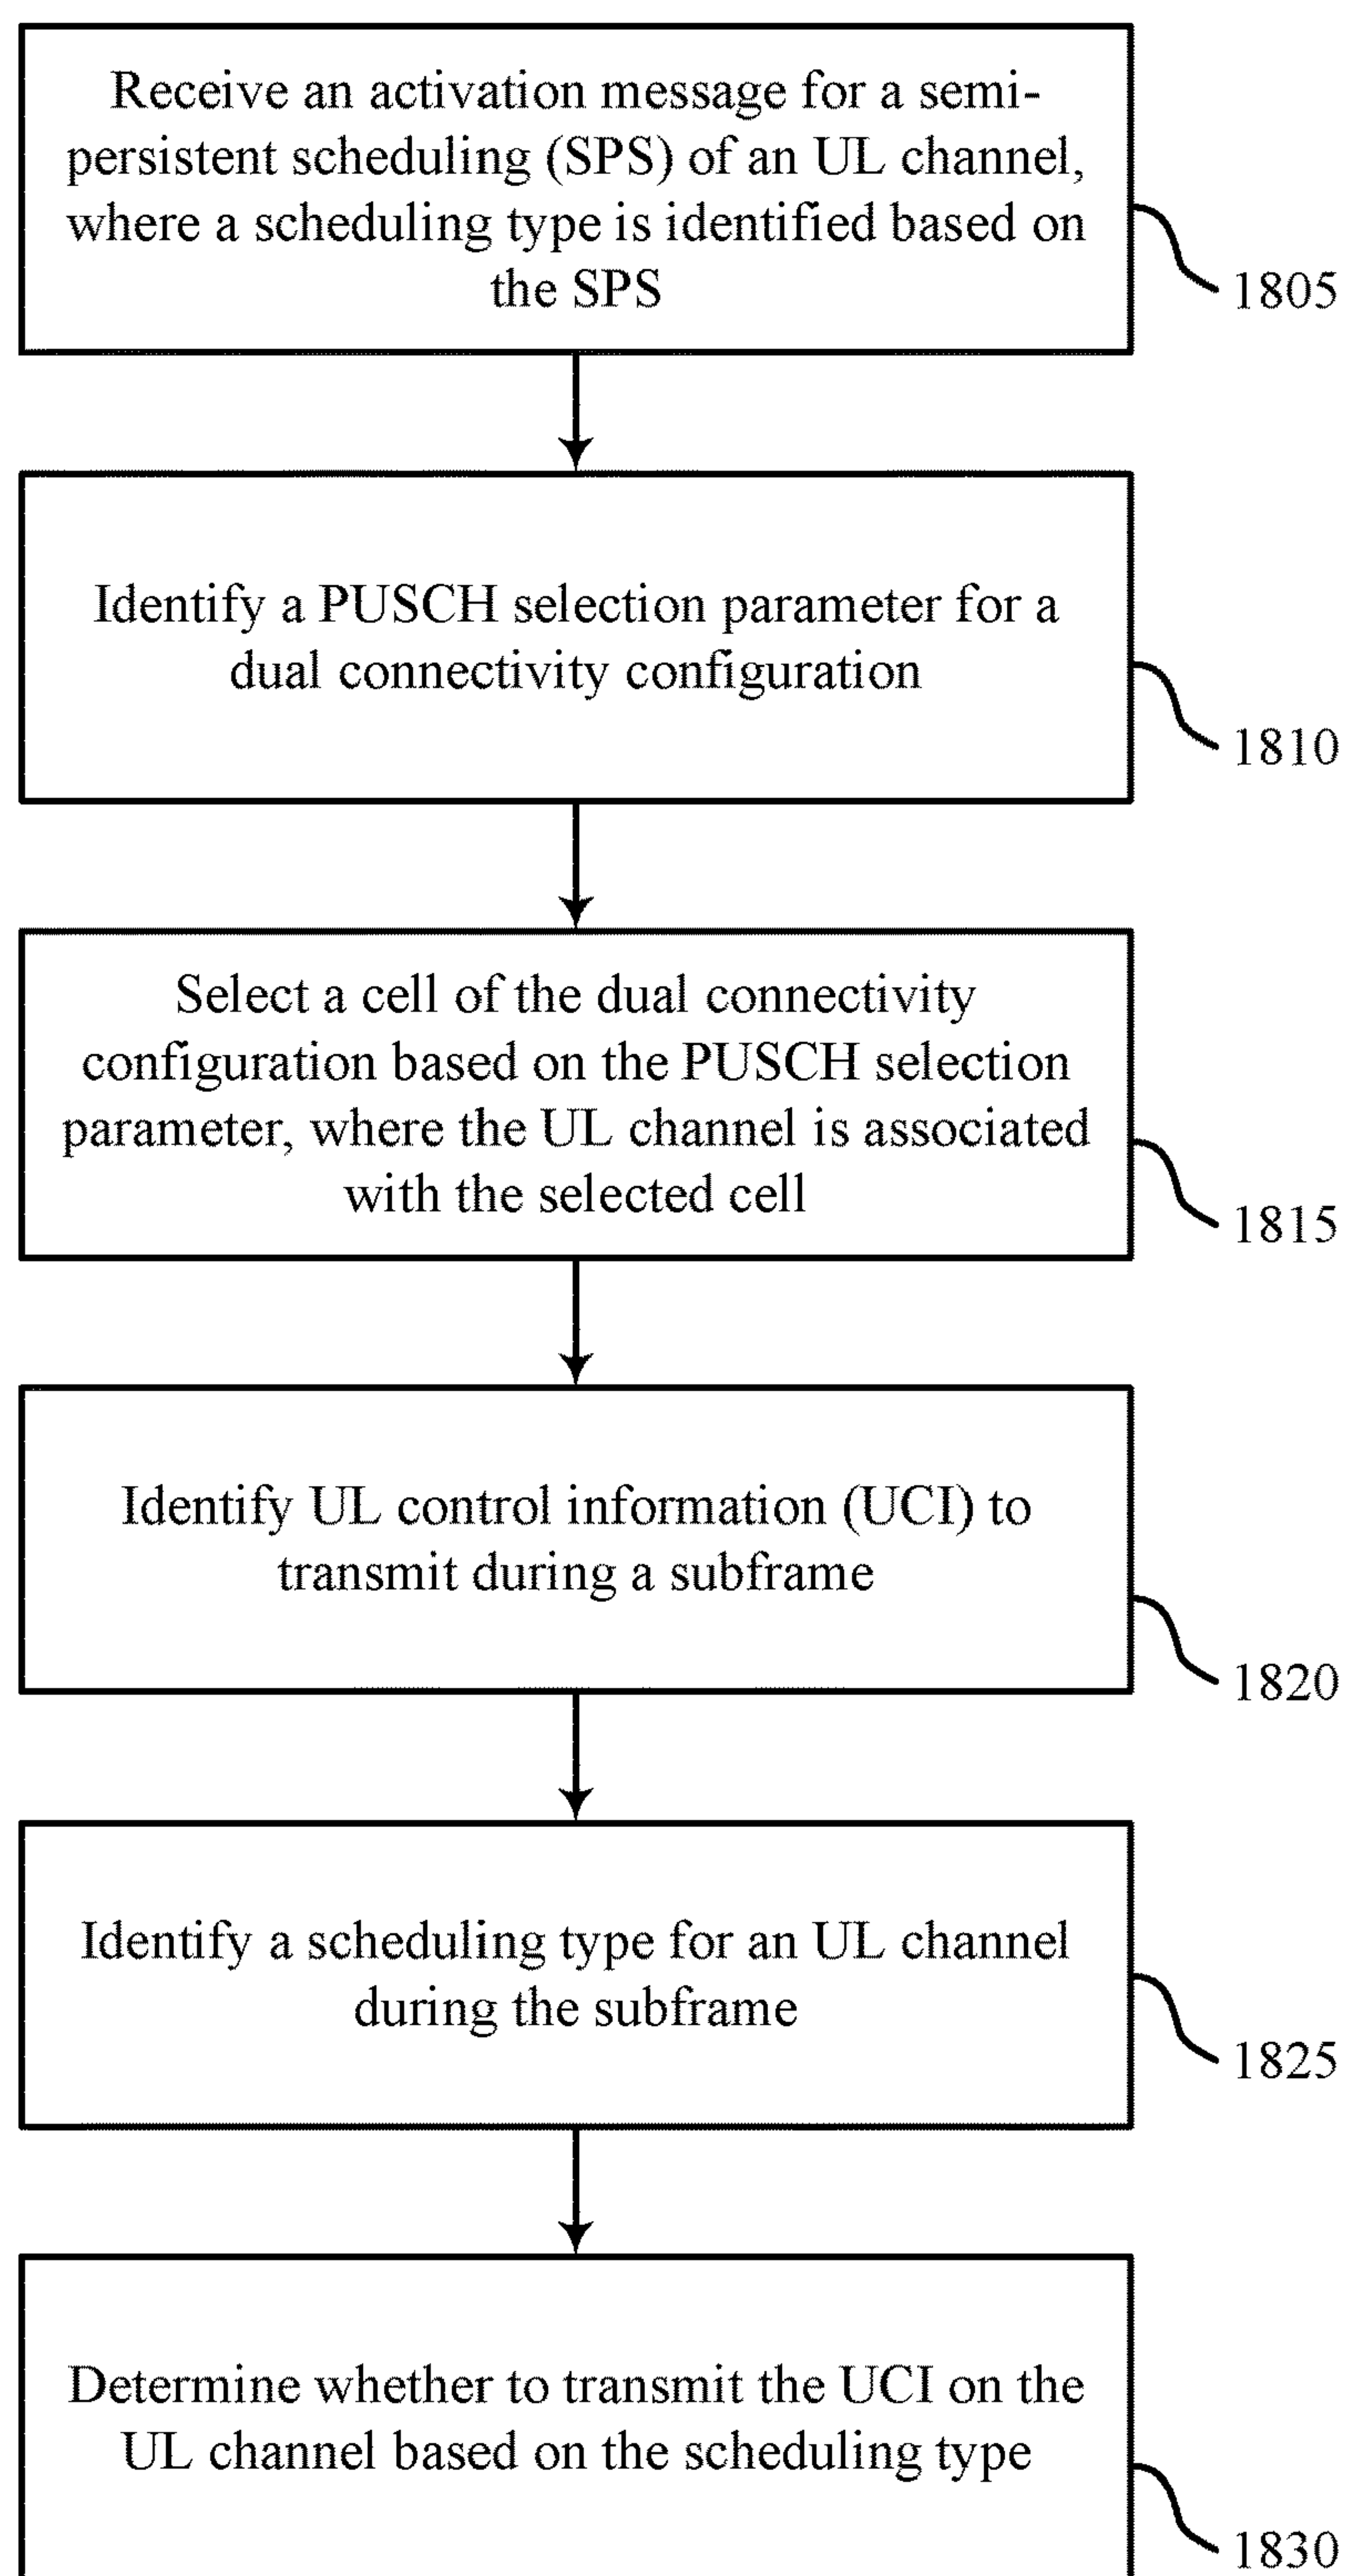 Receive an activation message for a semi-
persistent scheduling (SPS) of an UL channel,
where a scheduling type is identified based on
the SPS
1805
Identify a PUSCH selection parameter for a
dual connectivity configuration
1810
Select a cell of the dual connectivity
configuration based on the PUSCH selection
parameter, where the UL channel is associated
with the selected cell
1815
Identify UL control information (UCI) to
transmit during a subframe
1820
Identify a scheduling type for an UL channel
during the subframe
1825
Determine whether to transmit the UCI on the
UL channel based on the scheduling type
1830